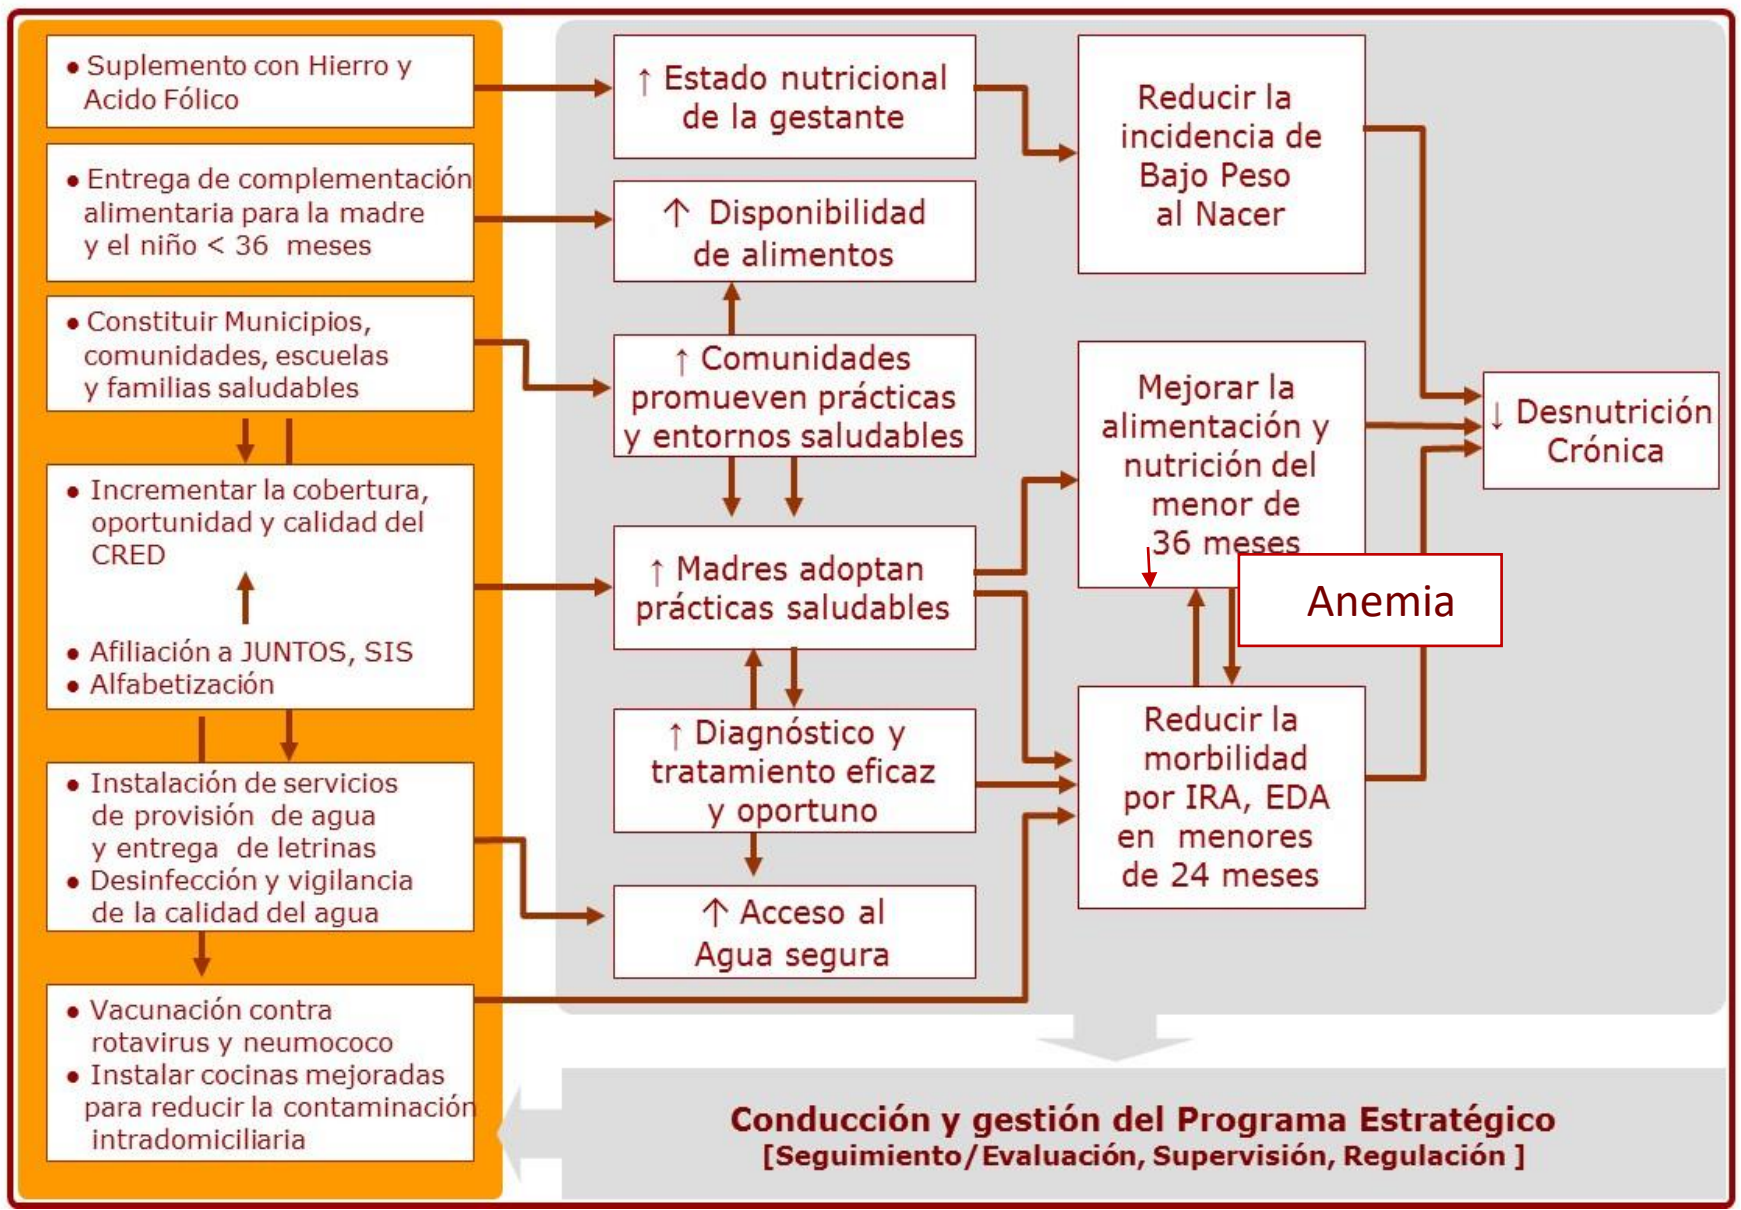 ● Suplemento con Hierro y
Acido Fólico
● Entrega de complementación
alimentaria para la madre
y el niño < 36 meses
● Constituir Municipios,
comunidades, escuelas
y familias saludables
● Incrementar la cobertura,
oportunidad y calidad del
CRED
● Afiliación a JUNTOS, SIS
● Alfabetización
● Instalación de servicios
de provisión de agua
y entrega de letrinas
● Desinfección y vigilancia
de la calidad del agua
● Vacunación contra
rotavirus y neumococo
● Instalar cocinas mejoradas
para reducir la contaminación
intradomiciliaria
↑ Estado nutricional
de la gestante
↑ Disponibilidad
de alimentos
↑ Comunidades
promueven prácticas
y entornos saludables
↑ Madres adoptan
prácticas saludables
↑ Diagnóstico y
tratamiento eficaz
y oportuno
↑ Acceso al
Agua segura
Reducir la
incidencia de
Bajo Peso
al Nacer
Mejorar la
alimentación y
nutrición del
menor de
36 meses
Anemia
Reducir la
morbilidad
por IRA, EDA
en menores
de 24 meses
↓ Desnutrición
Crónica
Conducción y gestión del Programa Estratégico
[Seguimiento/Evaluación, Supervisión, Regulación ]